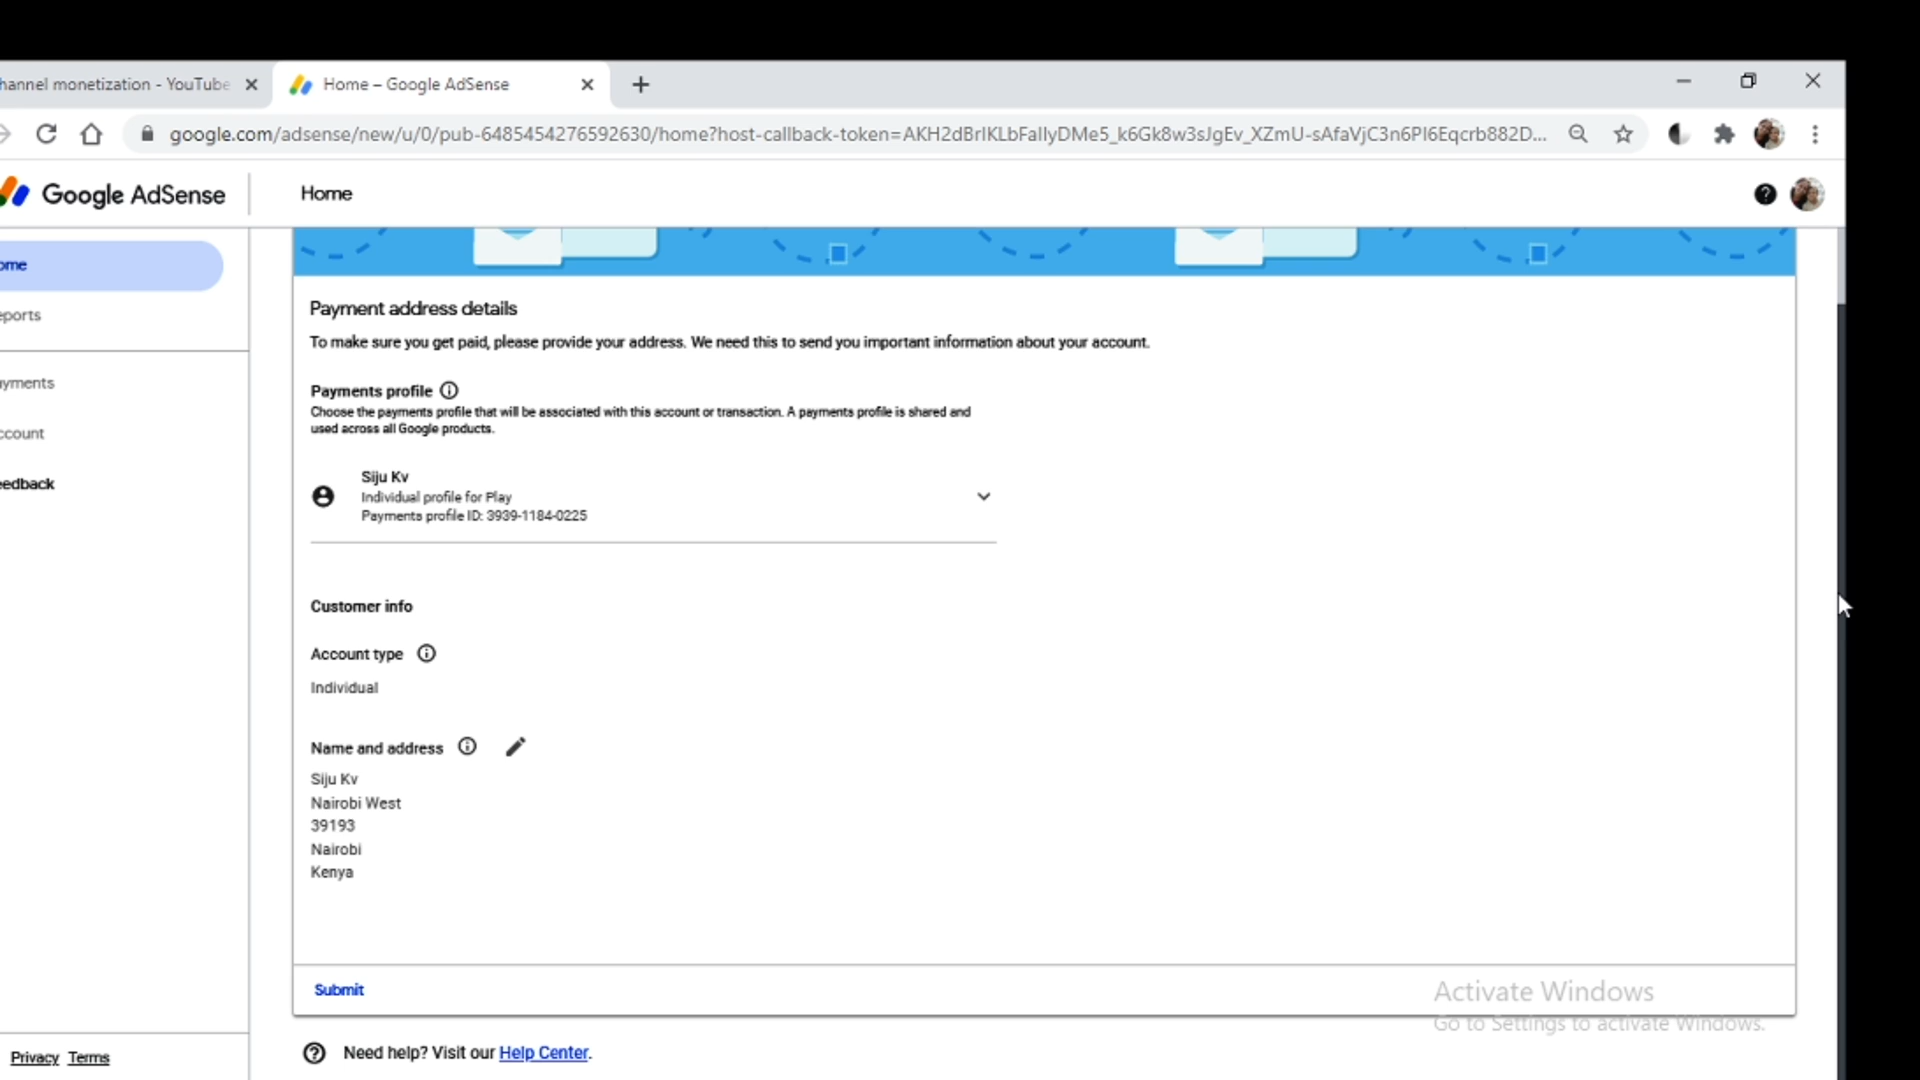 hannel monetization - YouTube
Home – Google AdSense
google.com/adsense/new/u/0/pub-6485454276592630/home?host-callback-token=
Google AdSense
Home
ome
eports
ayments
ccount
eedback
Privacy Terms
Payment address details
To make sure you get paid, please provide your address. We need this to send you important information about your account.
Payments profile
Choose the payments profile that will be associated with this account or transaction. A payments profile is shared and
used across all Google products.
Siju Kv
Individual profile for Play
Payments profile ID: 3939-1184-0225
Customer info
Account type
Individual
Name and address
Siju Kv
Nairobi West
39193
Nairobi
Kenya
Submit
Activate Windows
Go to Settings to activate Windows.
Need help? Visit our Help Center.